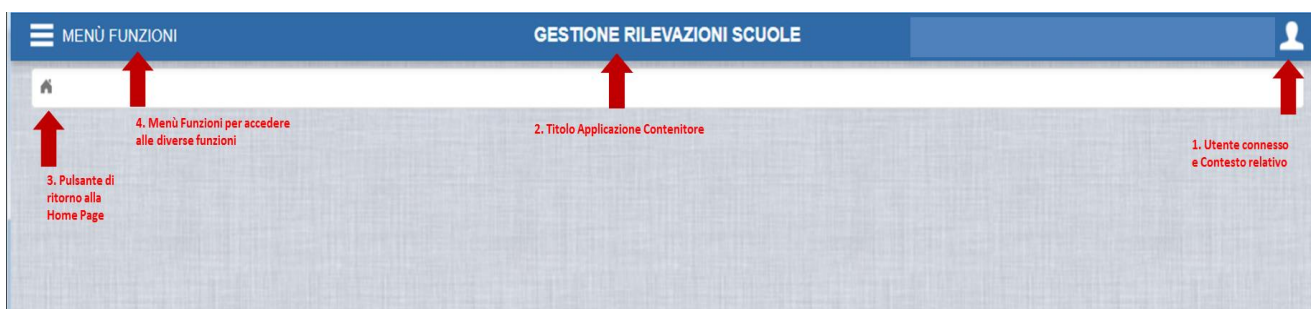 MENÙ FUNZIONI
GESTIONE RILEVAZIONI SCUOLE
4. Menù Funzioni per accedere
alle diverse funzioni
2. Titolo Applicazione Contenitore
1. Utente connesso
e Contesto relativo
3. Pulsante di
ritorno alla
Home Page